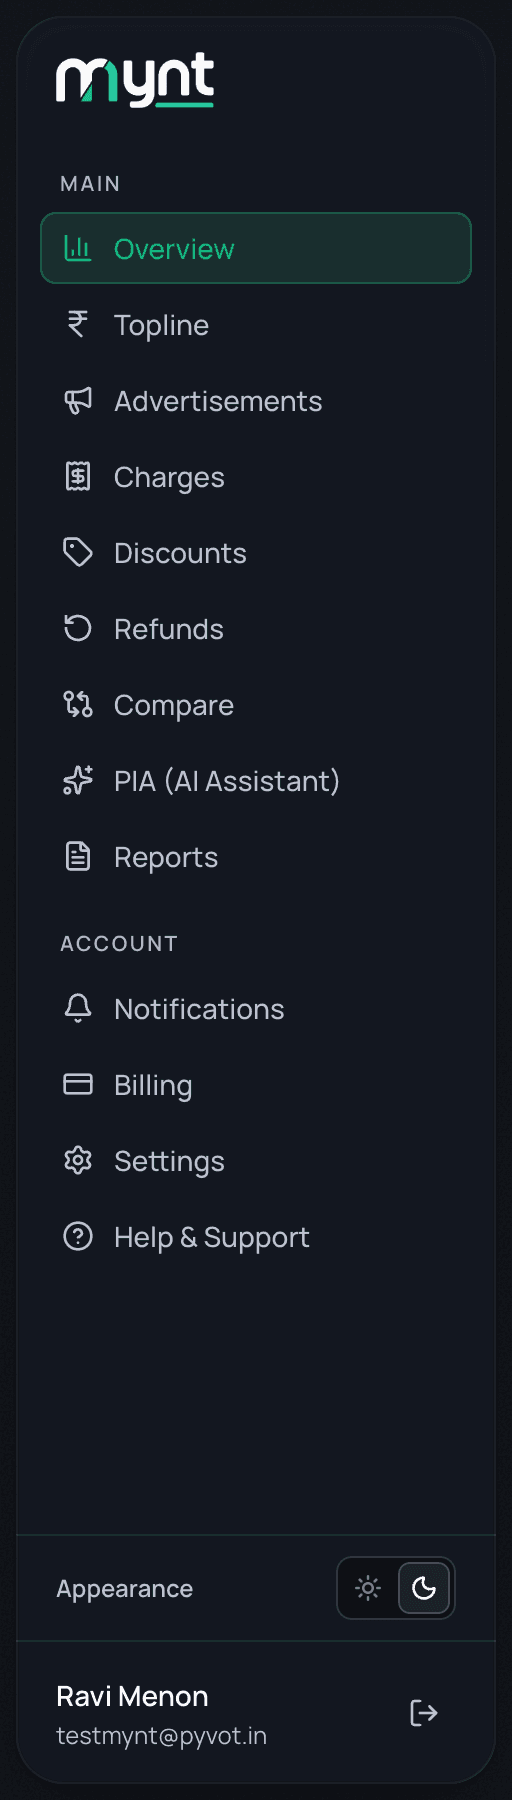 mynt
MAIN
Overview
Topline
Advertisements
Charges
Discounts
Refunds
Compare
PIA (AI Assistant)
Reports
ACCOUNT
Notifications
Billing
Settings
Help & Support
Appearance
Ravi Menon
testmynt@pyvot.in